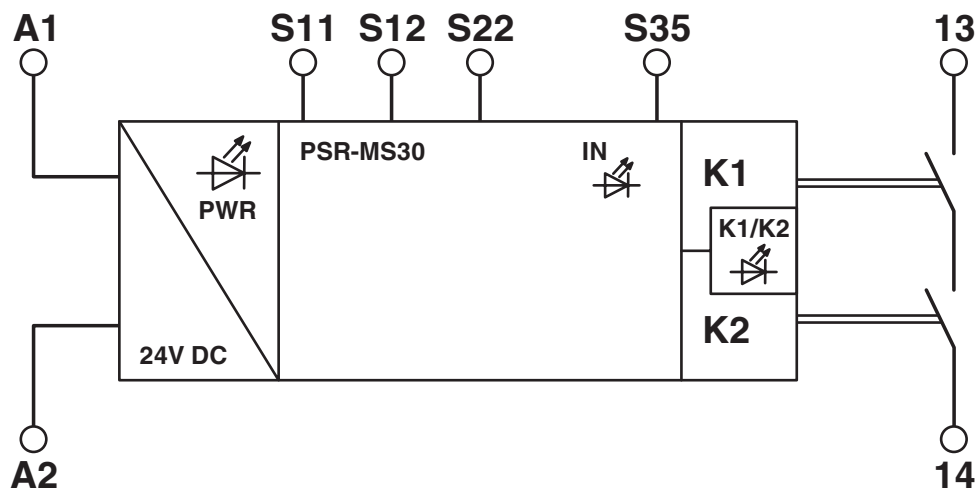 A1 S11 S12 S22 S35 13
PSR-MS30 IN
K1
PWR
K1/K2
K2
24V DC
A2 14